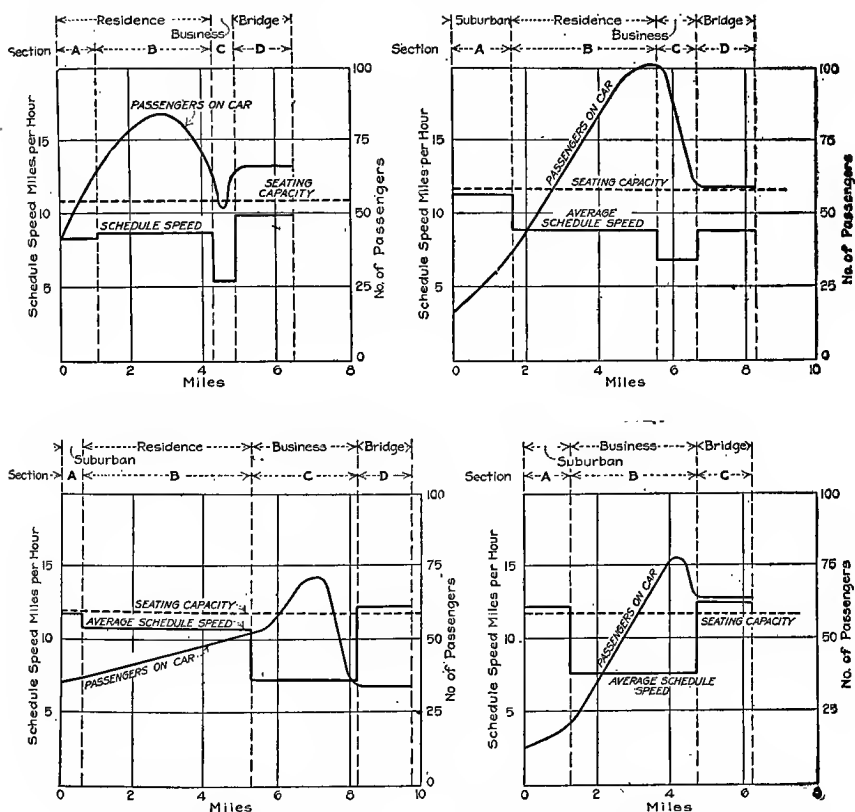 Residence
Bridge
Business
Section A B C D
PASSENGERS ON CAR
SEATING CAPACITY
SCHEDULE SPEED
Schedule Speed Miles per Hour
15
10
5
100
75
50
25
0
No. of Passengers
0 2 4 6 8
Miles
Suburban
Residence
Bridge
Business
Section A B C D
PASSENGERS ON CAR
SEATING CAPACITY
AVERAGE SCHEDULE SPEED
Schedule Speed Miles per Hour
15
10
5
100
75
50
25
0
No. of Passengers
0 2 4 6 8 10
Miles
Residence
Business
Bridge
Suburban
Section A B C D
SEATING CAPACITY
AVERAGE SCHEDULE SPEED
PASSENGERS ON CAR
Schedule Speed Miles per Hour
15
10
5
100
75
50
25
0
No of Passengers
0 2 4 6 8 10
Miles
Business
Bridge
Suburban
Section A B C
PASSENGERS ON CAR
SEATING CAPACITY
AVERAGE SCHEDULE SPEED
Schedule Speed Miles per Hour
15
10
5
100
75
50
25
No. of Passengers
0 2 4 6
Miles